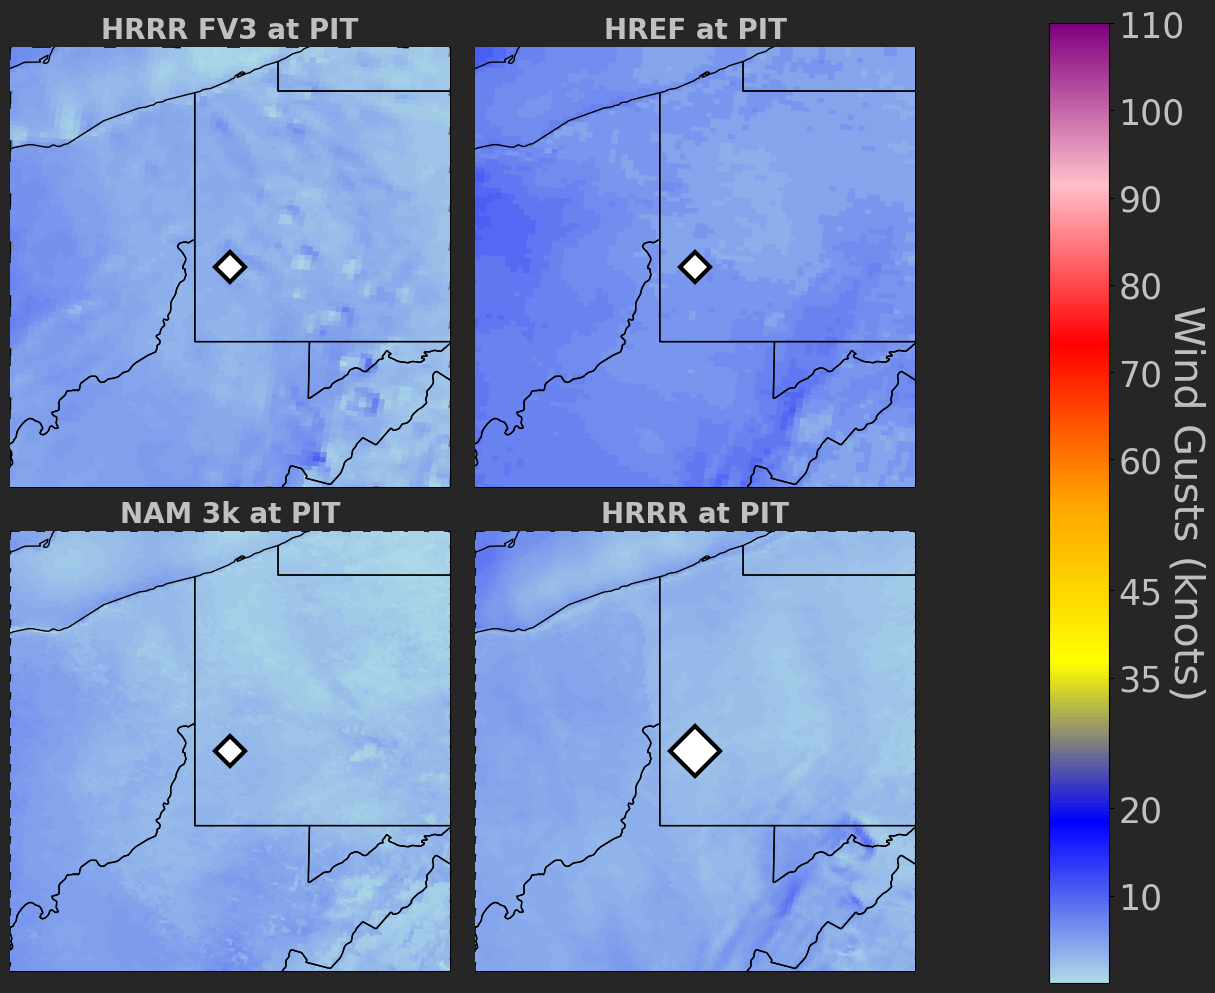 HRRR FV3 at PIT
HREF at PIT
NAM 3k at PIT
HRRR at PIT
110
100
90
80
70
60
45
35
20
10
Wind Gusts (knots)